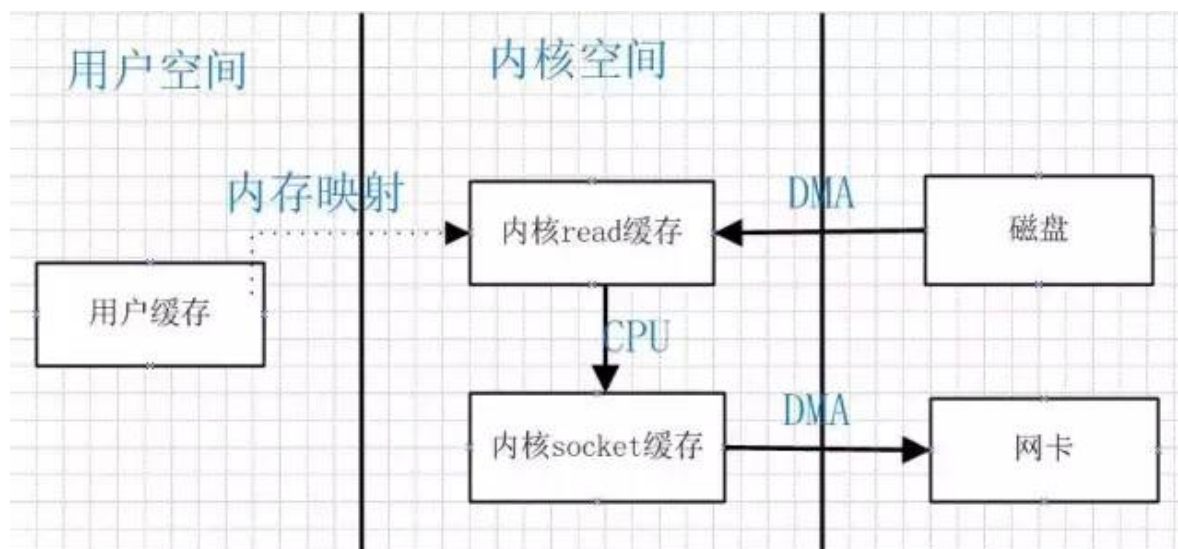 用户空间
内核空间
内存映射
DMA
内核read缓存
磁盘
用户缓存
CPU
DMA
内核socket缓存
网卡